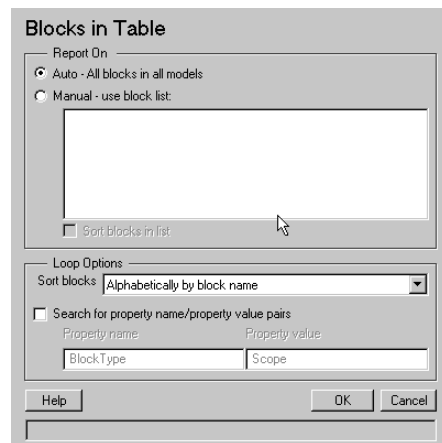 Blocks in Table
Report On
Auto - All blocks in all models
Manual - use block list:
Sort blocks in list
Loop Options
Sort blocks Alphabetically by block name
Search for property name/property value pairs
Property name Property value
BlockType Scope
Help OK Cancel